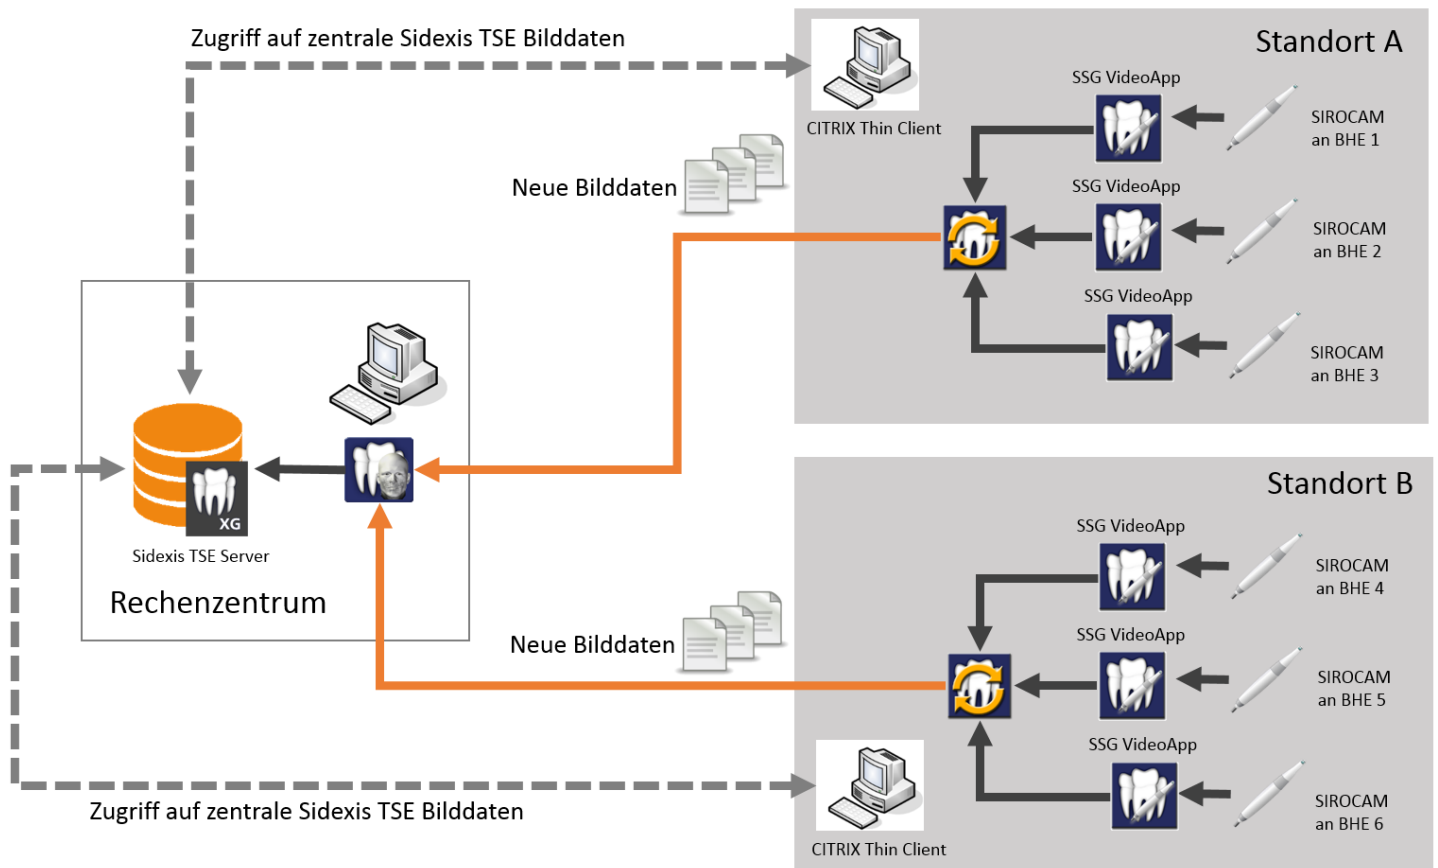 Zugriff auf zentrale Sidexis TSE Bilddaten
Standort A
CITRIX Thin Client
SSG VideoApp
SIROCAM
an BHE 1
Neue Bilddaten
SSG VideoApp
SIROCAM
an BHE 2
SSG VideoApp
SIROCAM
an BHE 3
XG
Sidexis TSE Server
Rechenzentrum
Standort B
SSG VideoApp
SIROCAM
an BHE 4
Neue Bilddaten
SSG VideoApp
SIROCAM
an BHE 5
SSG VideoApp
SIROCAM
an BHE 6
Zugriff auf zentrale Sidexis TSE Bilddaten
CITRIX Thin Client